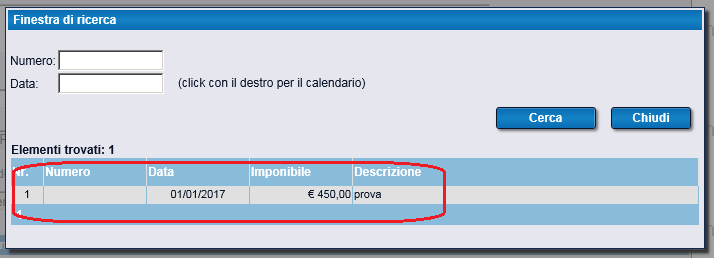 Finestra di ricerca
Numero:
Data: (click con il destro per il calendario)
Cerca Chiudi
Elementi trovati: 1
Nr. Numero Data Imponibile Descrizione
1 01/01/2017 € 450,00 prova
1